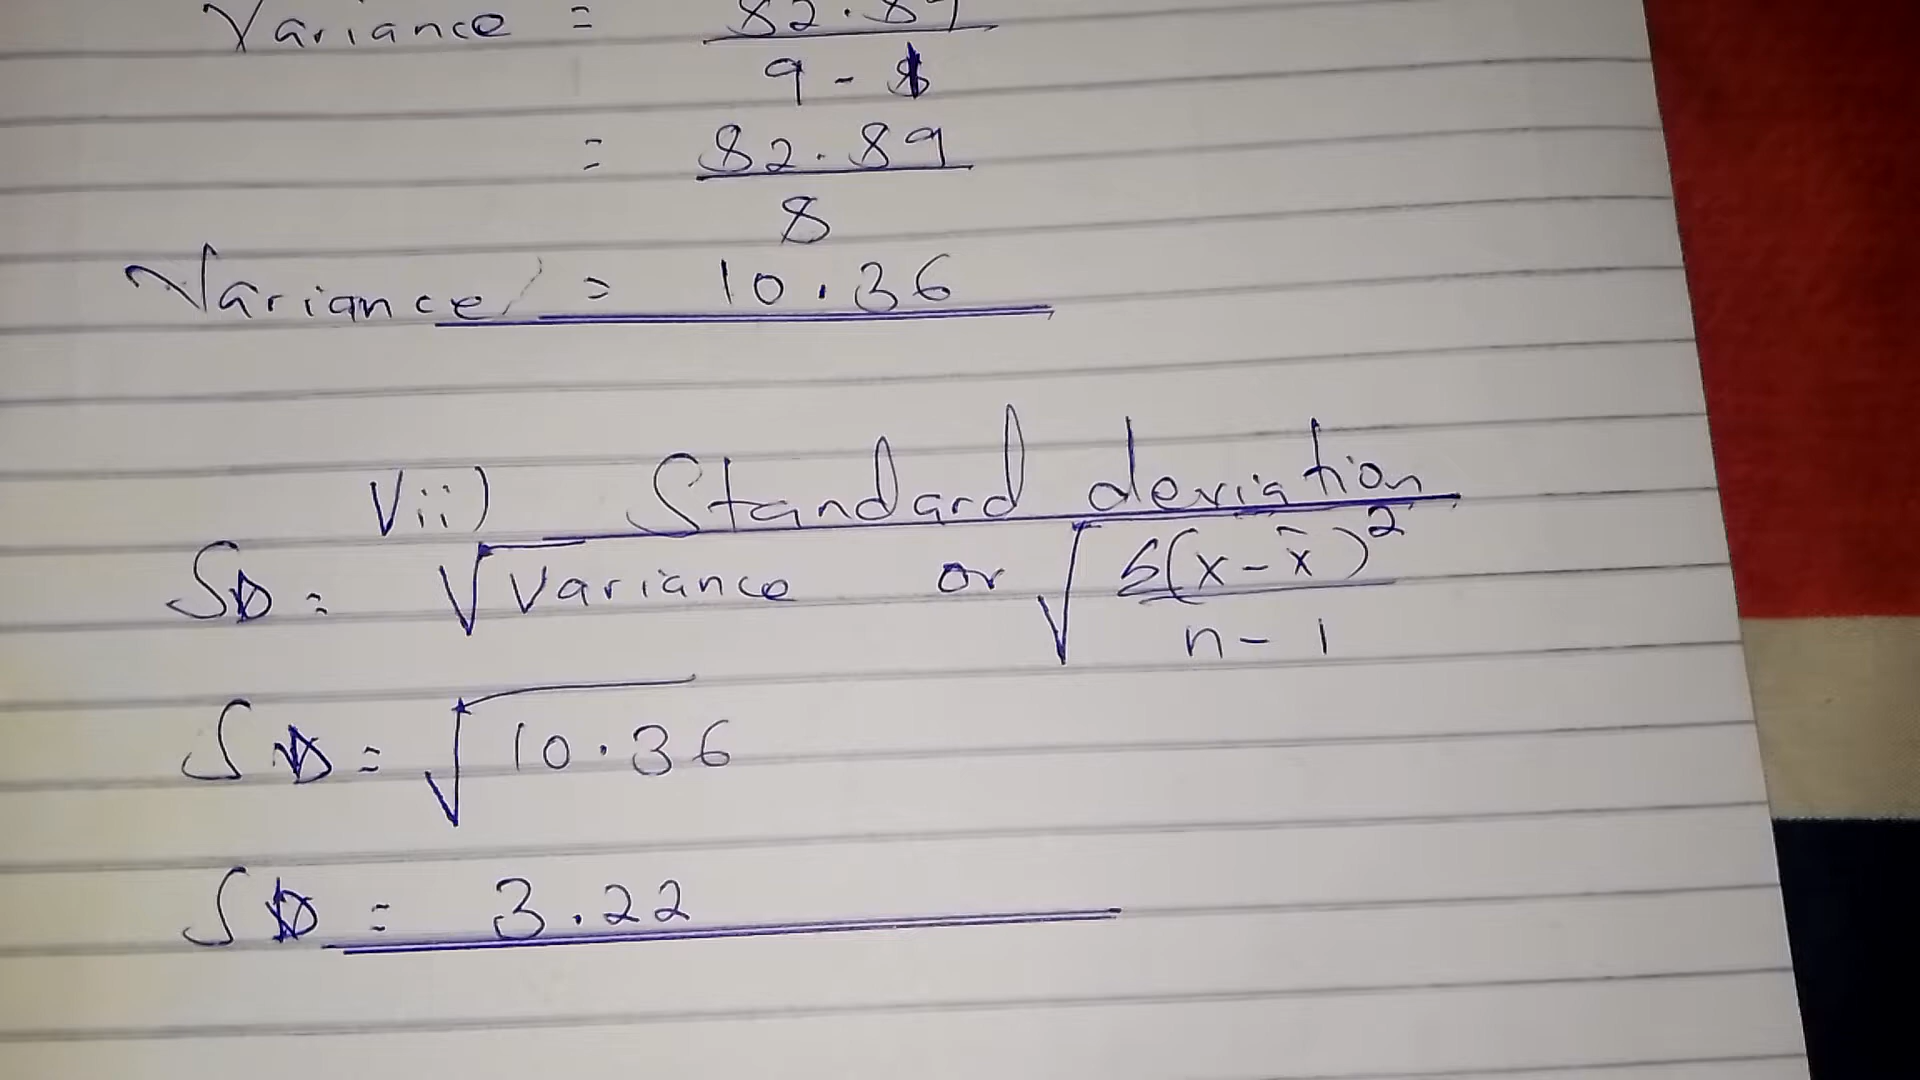 Variance = 82.89
9 - 1
= 82.89
8
Variance = 10.36
Vii) Standard deviation
SD = √Variance or √Σ(x - x̄)²
n - 1
SD = √10.36
SD = 3.22